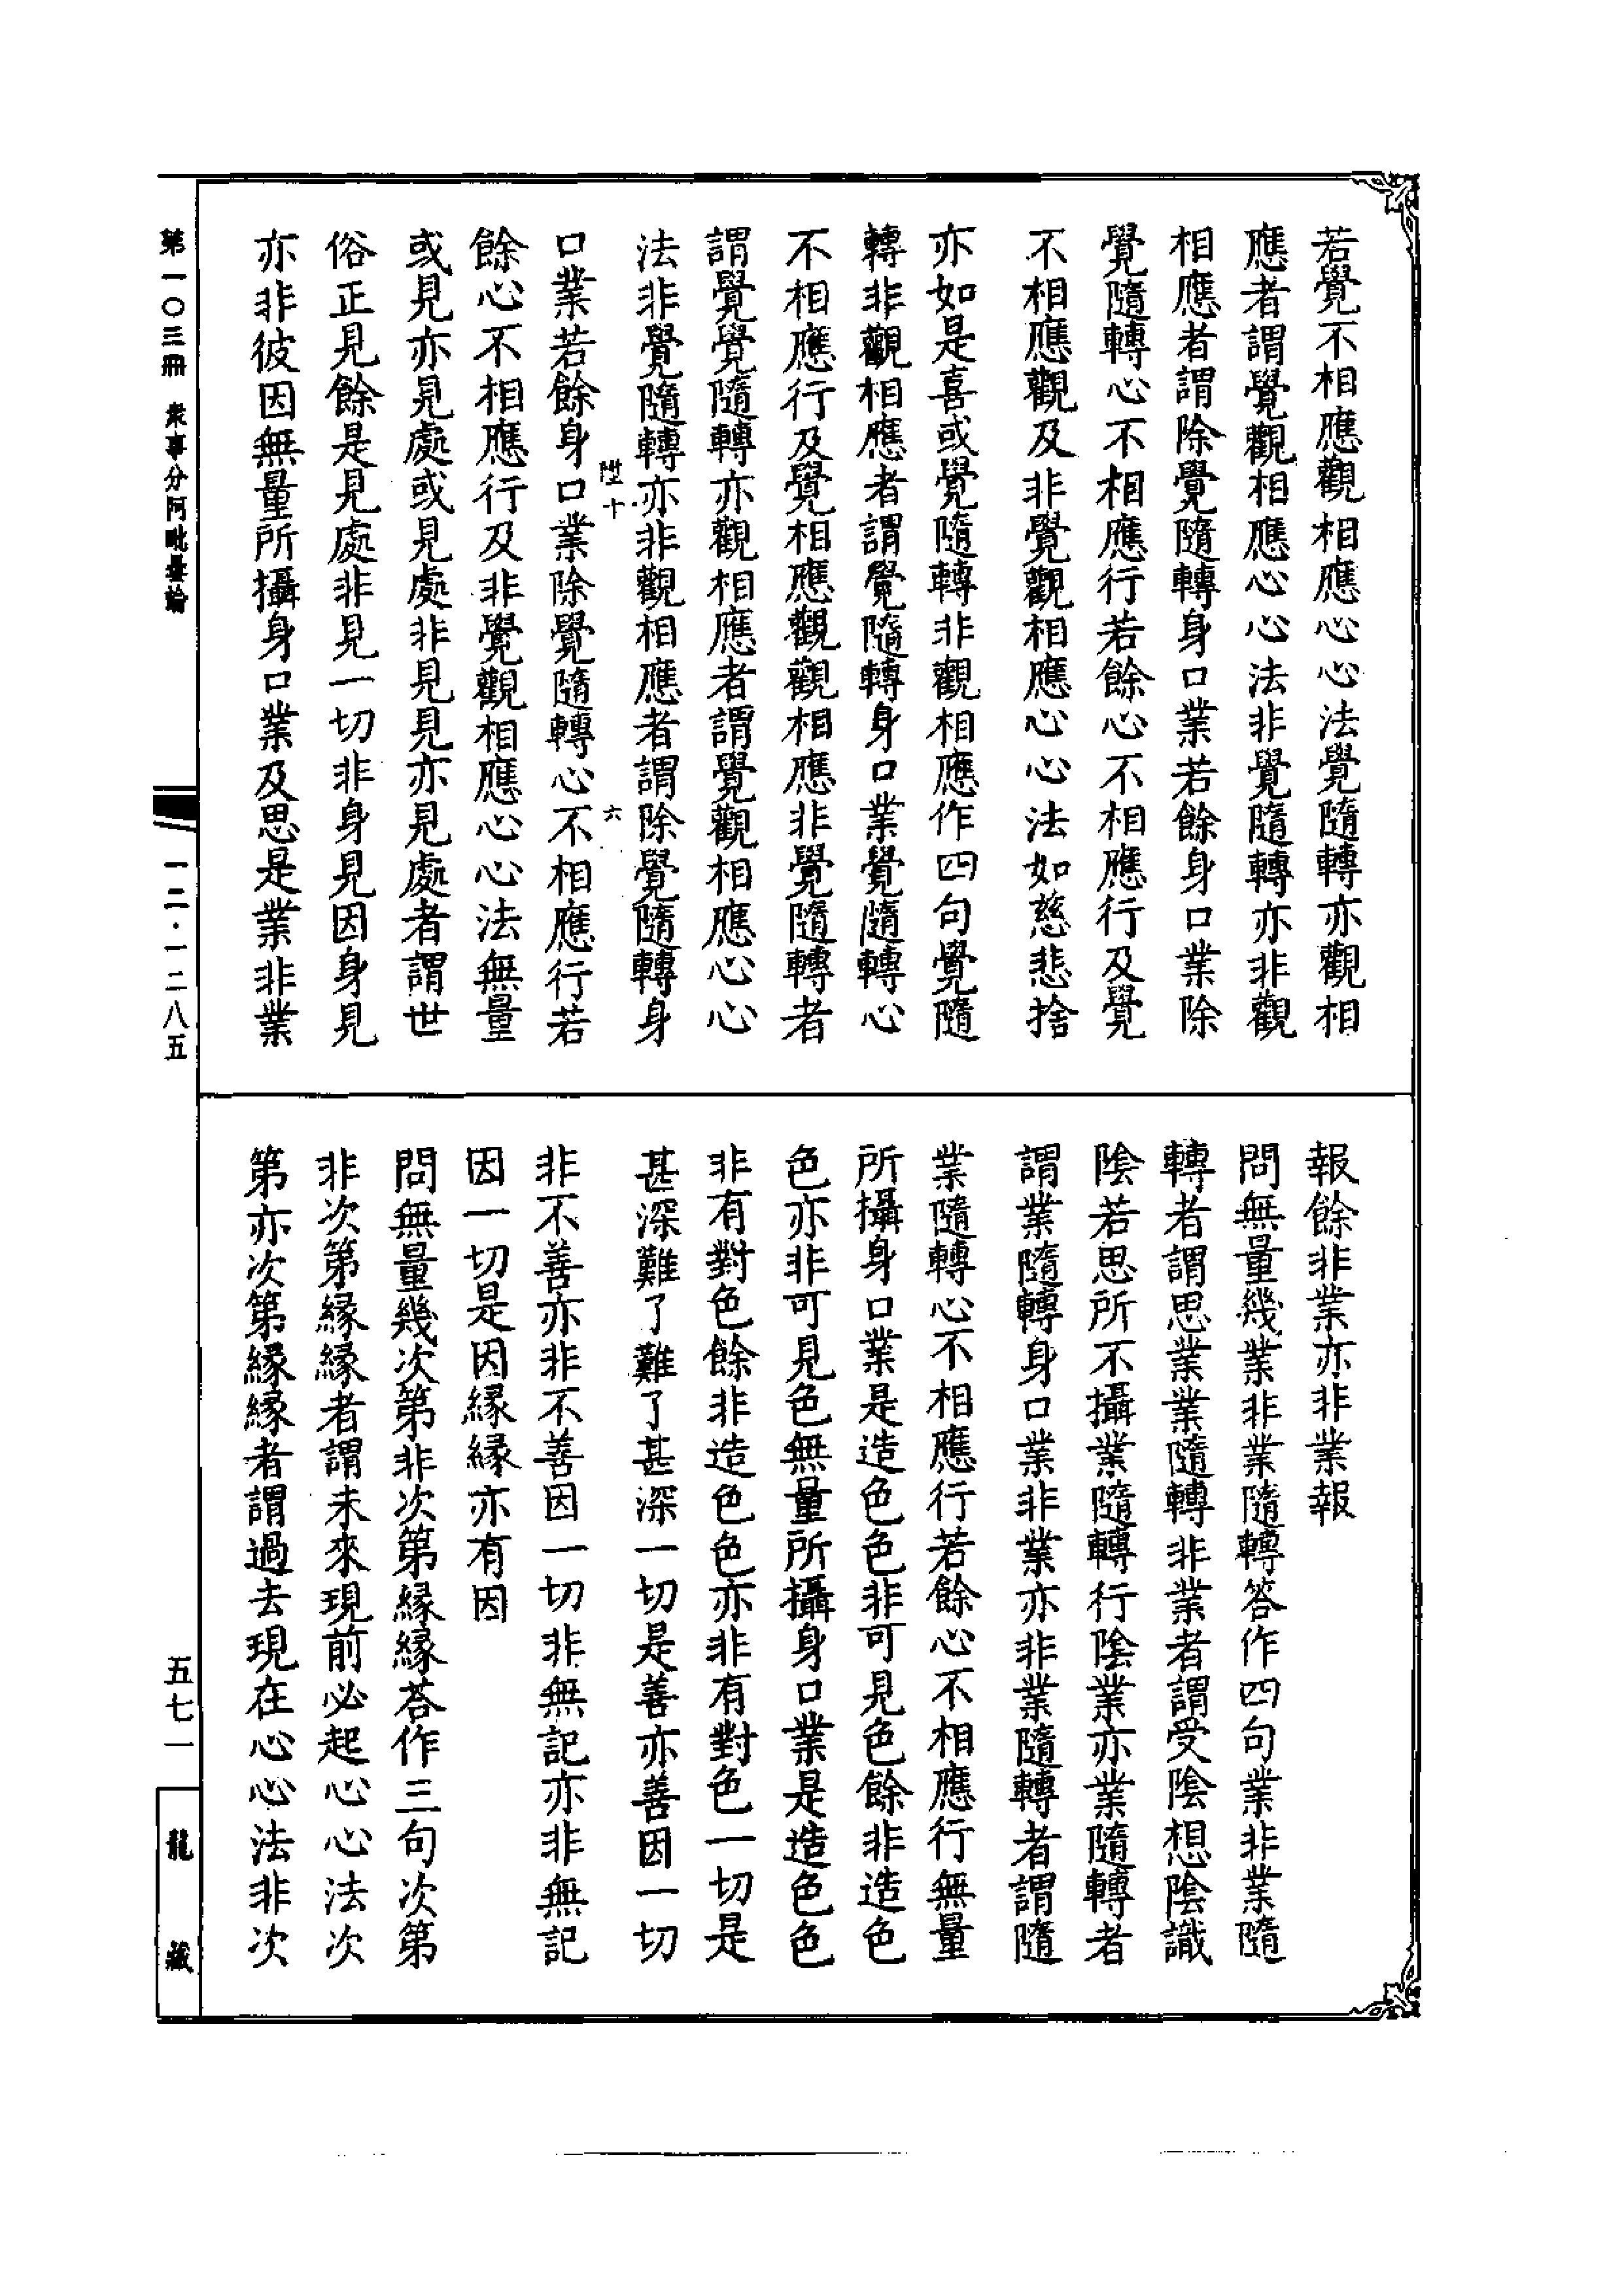 若覺不相應觀相應心心法覺隨轉亦觀相
應者謂覺觀相應心心法非覺隨轉亦非觀
相應者謂除覺隨轉身口業若餘身口業除
覺隨轉心不相應行若餘心不相應行及覺
不相應觀及非覺觀相應心心法如慈悲捨
亦如是喜或覺隨轉非觀相應作四句覺隨
轉非觀相應者謂覺隨轉身口業覺隨轉心
不相應行及覺相應觀觀相應非覺隨轉者
謂覺覺隨轉亦觀相應者謂覺觀相應心心
法非覺隨轉亦非觀相應者謂除覺隨轉身
陞十 六
口業若餘身口業除覺隨轉心不相應行若
餘心不相應行及非覺觀相應心心法無量
或見亦見處或見處非見見亦見處者謂世
俗正見餘是見處非見一切非身見因身見
亦非彼因無量所攝身口業及思是業非業
報餘非業亦非業報
問無量幾業非業隨轉答作四句業非業隨
轉者謂思業業隨轉非業者謂受陰想陰識
陰若思所不攝業隨轉行陰業亦業隨轉者
謂業隨轉身口業非業亦非業隨轉者謂隨
業隨轉心不相應行若餘心不相應行無量
所攝身口業是造色色非可見色餘非造色
色亦非可見色無量所攝身口業是造色色
非有對色餘非造色色亦非有對色一切是
甚深難了難了甚深一切是善亦善因一切
非不善亦非不善因一切非無記亦非無記
因一切是因緣緣亦有因
問無量幾次第非次第緣緣荅作三句次第
非次第緣緣者謂未來現前必起心心法次
第亦次第緣緣者謂過去現在心心法非次
第一〇三冊 衆事分阿毗曇論
一二·一二八五
五七一
龍藏